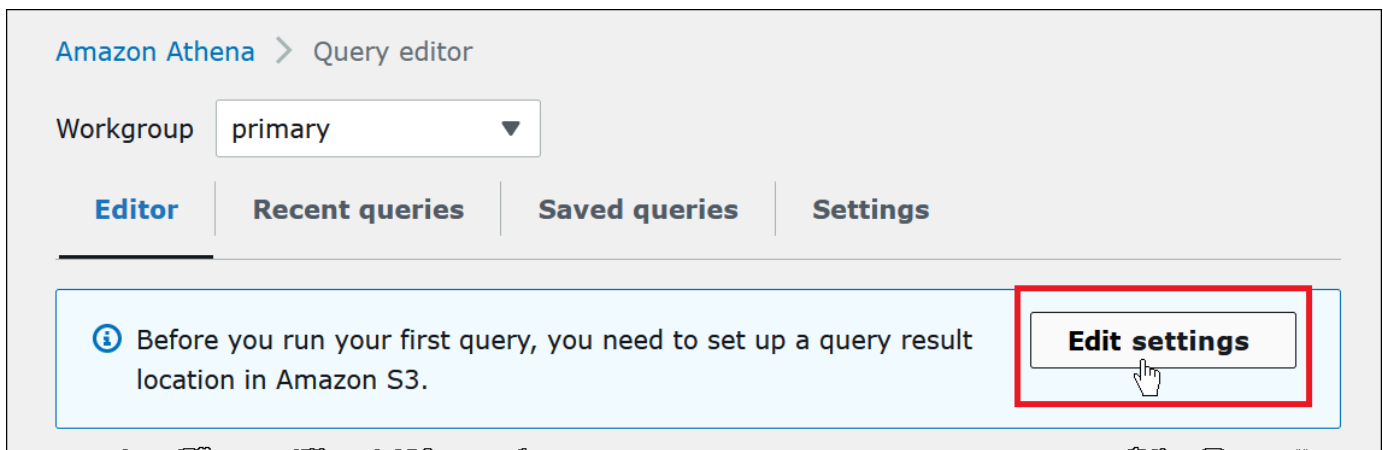 Amazon Athena > Query editor
Workgroup primary
Editor Recent queries Saved queries Settings
Before you run your first query, you need to set up a query result Edit settings
location in Amazon S3.